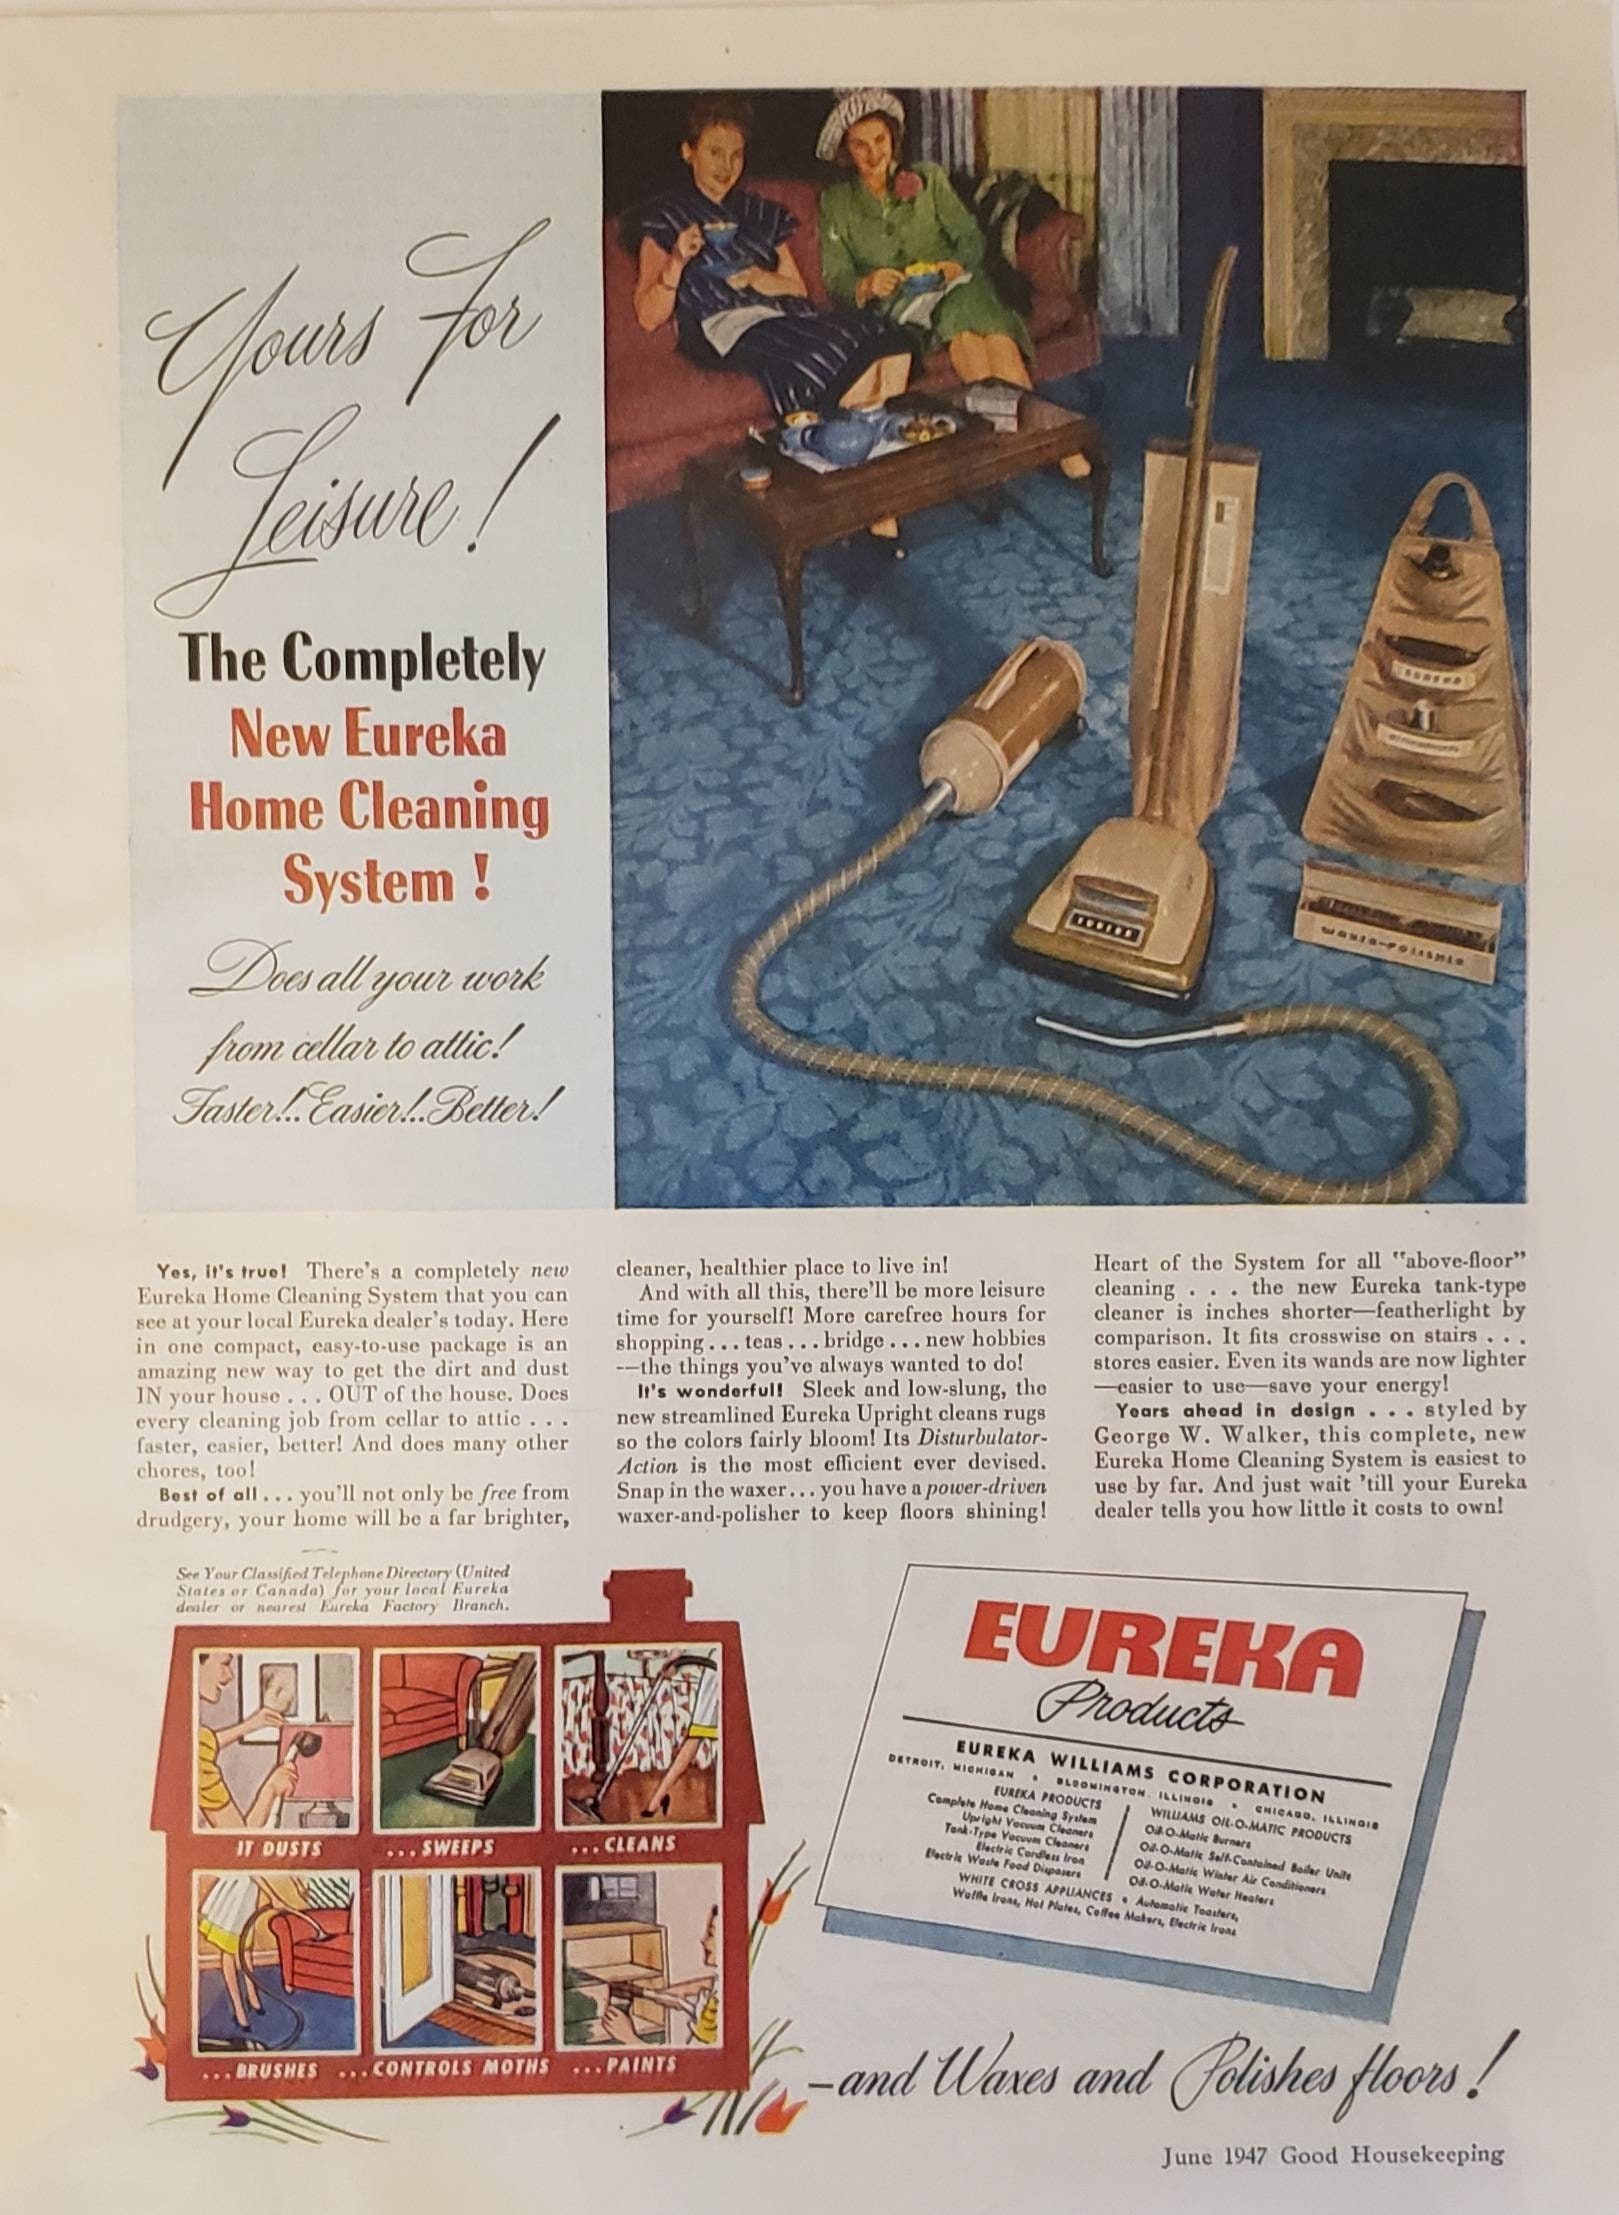 Yours For
Leisure!
The Completely
New Eureka
Home Cleaning
System !
Does all your work
from cellar to attic!
Faster!..Easier!..Better!
EUREKA
EUREKA
WAXER-POLISHER
Yes, it's true! There's a completely new
Eureka Home Cleaning System that you can
see at your local Eureka dealer's today. Here
in one compact, easy-to-use package is an
amazing new way to get the dirt and dust
IN your house . . . OUT of the house. Does
every cleaning job from cellar to attic . . .
faster, easier, better! And does many other
chores, too!
Best of all . . . you'll not only be free from
drudgery, your home will be a far brighter,
cleaner, healthier place to live in!
And with all this, there'll be more leisure
time for yourself! More carefree hours for
shopping . . . teas . . . bridge . . . new hobbies
—the things you've always wanted to do!
It's wonderful! Sleek and low-slung, the
new streamlined Eureka Upright cleans rugs
so the colors fairly bloom! Its Disturbulator-
Action is the most efficient ever devised.
Snap in the waxer . . . you have a power-driven
waxer-and-polisher to keep floors shining!
Heart of the System for all "above-floor"
cleaning . . . the new Eureka tank-type
cleaner is inches shorter—featherlight by
comparison. It fits crosswise on stairs . . .
stores easier. Even its wands are now lighter
—easier to use—save your energy!
Years ahead in design . . . styled by
George W. Walker, this complete, new
Eureka Home Cleaning System is easiest to
use by far. And just wait 'till your Eureka
dealer tells you how little it costs to own!
See Your Classified Telephone Directory (United
States or Canada) for your local Eureka
dealer or nearest Eureka Factory Branch.
IT DUSTS
. . . SWEEPS
. . . CLEANS
. . . BRUSHES
. . . CONTROLS MOTHS
. . . PAINTS
EUREKA
Products
EUREKA WILLIAMS CORPORATION
DETROIT, MICHIGAN • BLOOMINGTON, ILLINOIS • CHICAGO, ILLINOIS
EUREKA PRODUCTS
Complete Home Cleaning System
Upright Vacuum Cleaners
Tank-Type Vacuum Cleaners
Electric Cordless Iron
Electric Waste Food Disposers
WILLIAMS OIL-O-MATIC PRODUCTS
Oil-O-Matic Burners
Oil-O-Matic Self-Contained Boiler Units
Oil-O-Matic Winter Air Conditioners
Oil-O-Matic Water Heaters
WHITE CROSS APPLIANCES • Automatic Toasters,
Waffle Irons, Hot Plates, Coffee Makers, Electric Irons
—and Waxes and Polishes floors!
June 1947 Good Housekeeping